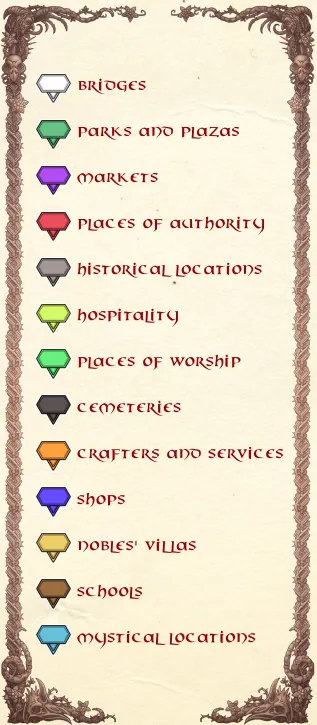 Bridges
Parks and Plazas
Markets
Places of Authority
Historical Locations
Hospitality
Places of Worship
Cemeteries
Crafters and Services
Shops
Nobles' Villas
Schools
Mystical Locations